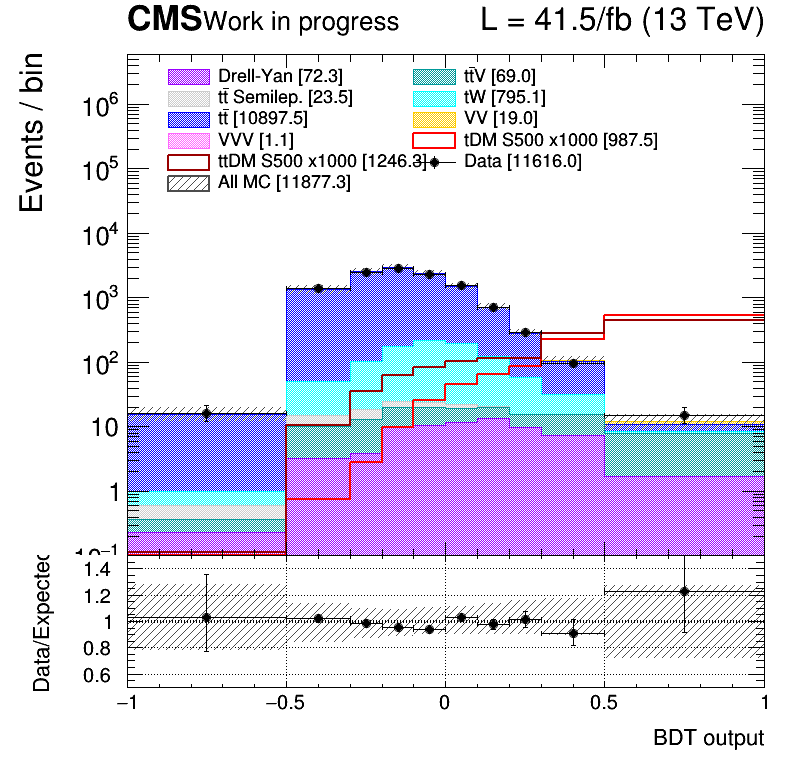 CMS Work in progress L = 41.5/fb (13 TeV)
Events / bin
Drell-Yan [72.3] tt̄V [69.0]
tt̄ Semilep. [23.5] tW [795.1]
tt̄ [10897.5] VV [19.0]
VVV [1.1] tDM S500 x1000 [987.5]
ttDM S500 x1000 [1246.3] Data [11616.0]
All MC [11877.3]
10⁶
10⁵
10⁴
10³
10²
10
1
10⁻¹
Data/Expected
1.4
1.2
1
0.8
0.6
−1 −0.5 0 0.5 1
BDT output